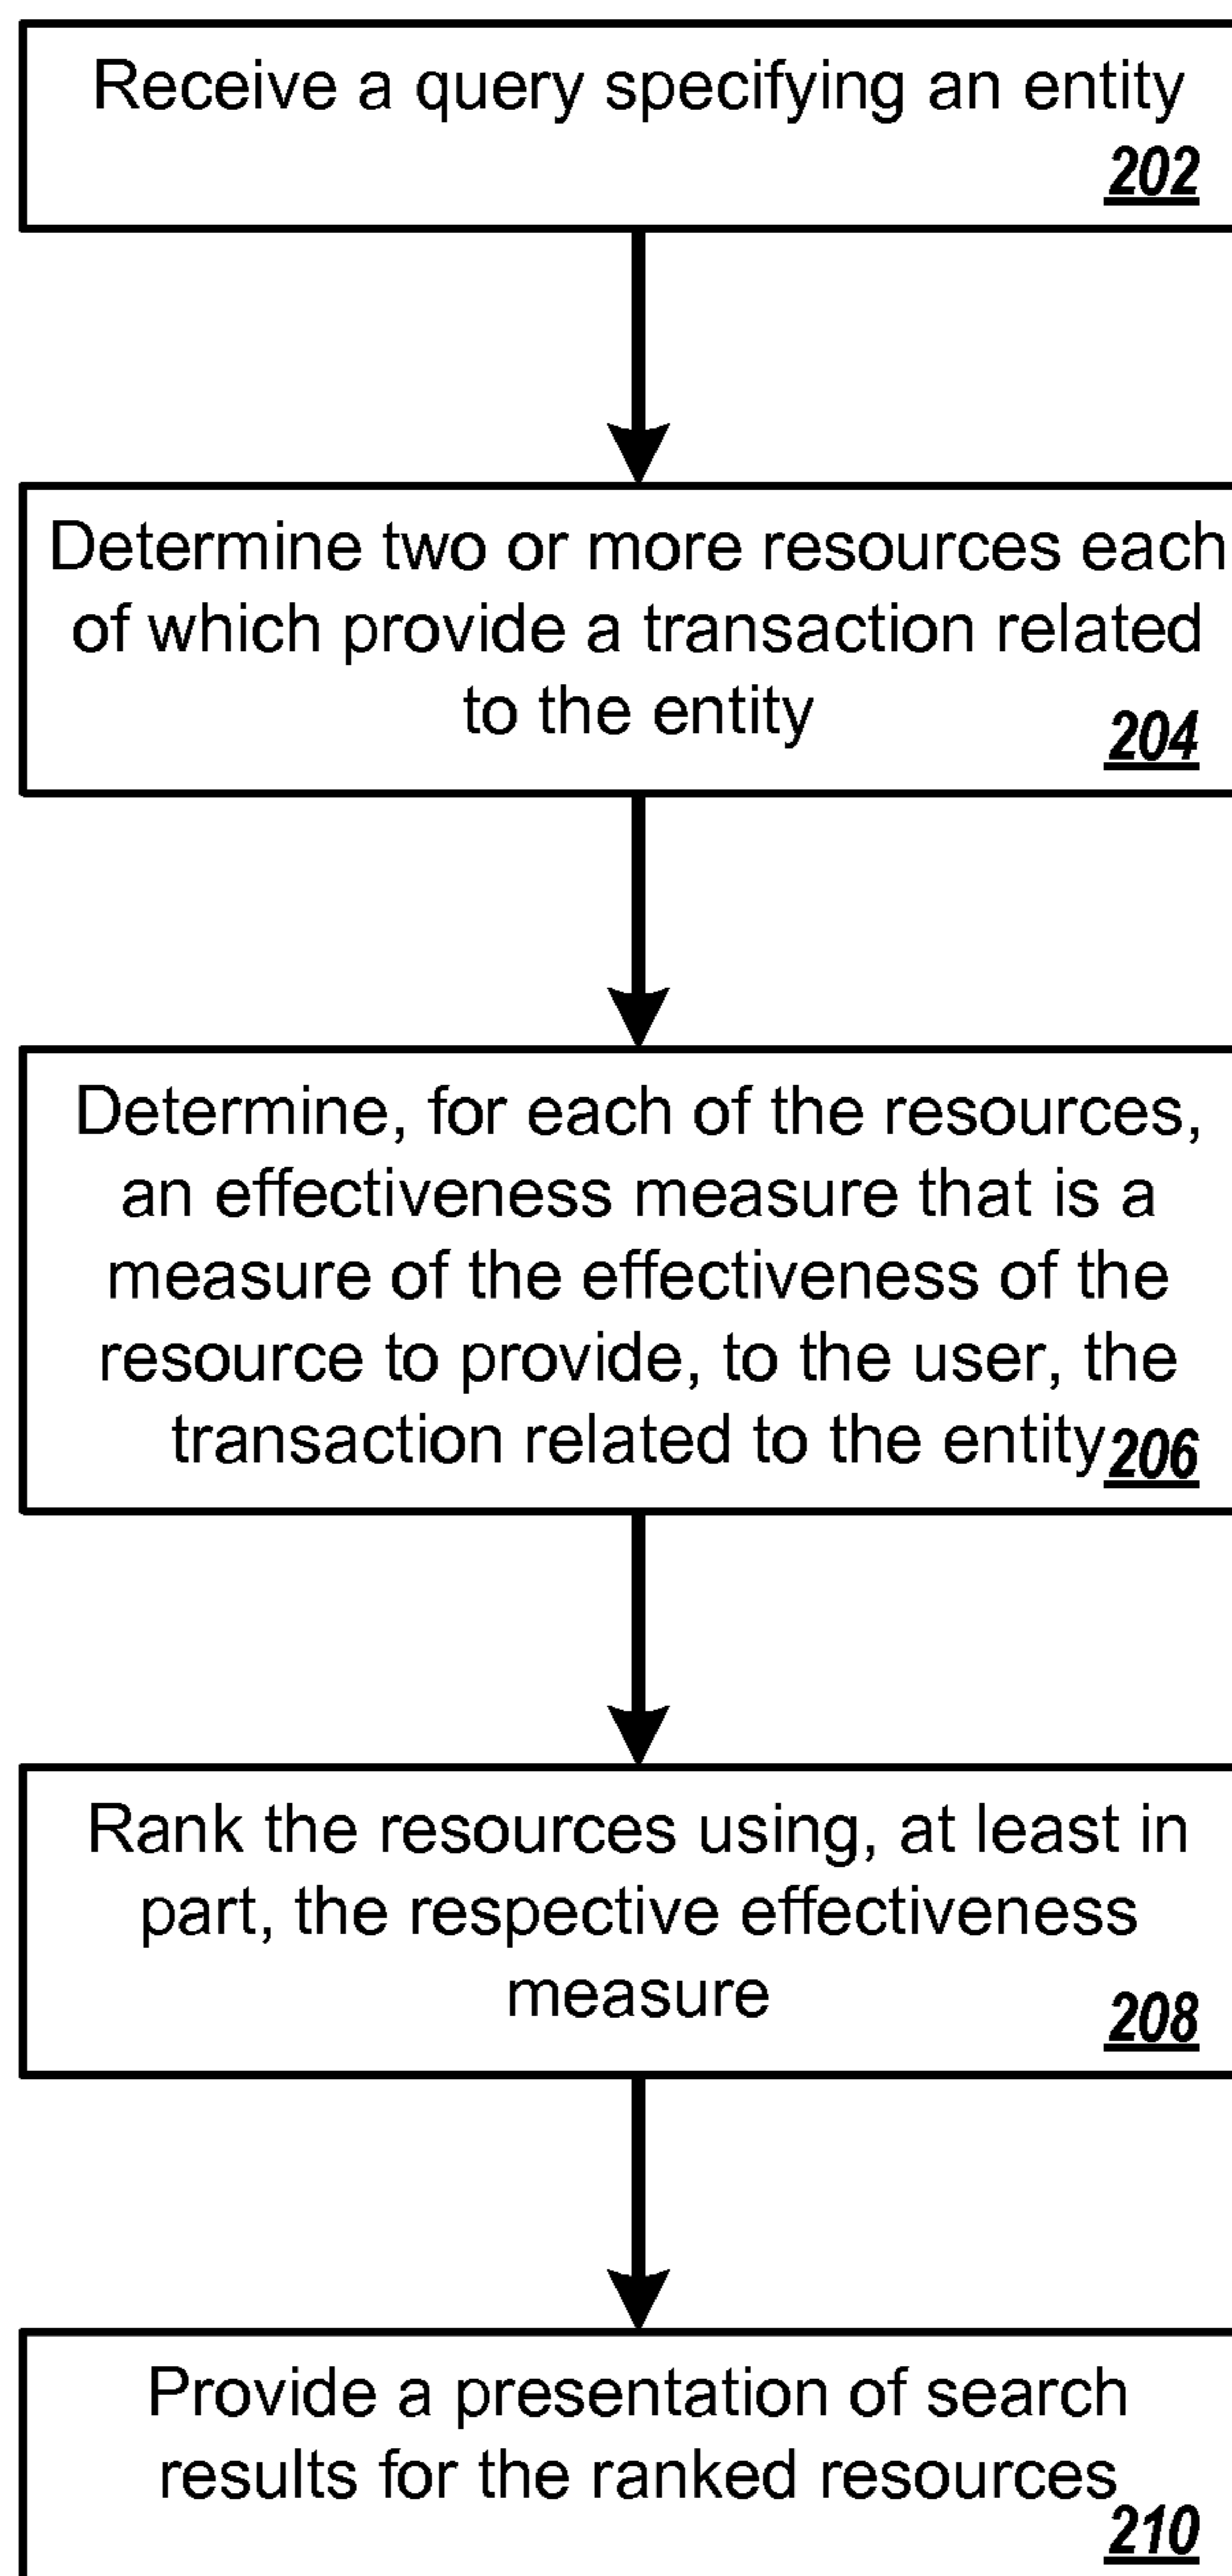 Receive a query specifying an entity
202
Determine two or more resources each
of which provide a transaction related
to the entity
204
Determine, for each of the resources,
an effectiveness measure that is a
measure of the effectiveness of the
resource to provide, to the user, the
transaction related to the entity
206
Rank the resources using, at least in
part, the respective effectiveness
measure
208
Provide a presentation of search
results for the ranked resources
210